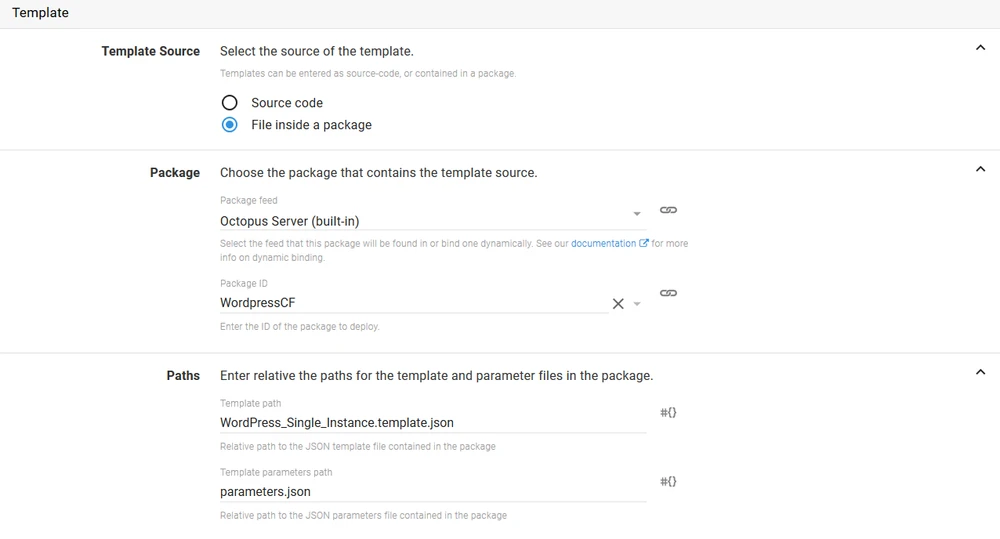 Template
Template Source
Select the source of the template.
Templates can be entered as source-code, or contained in a package.
Source code
File inside a package
Package
Choose the package that contains the template source.
Package feed
Octopus Server (built-in)
Select the feed that this package will be found in or bind one dynamically. See our documentation for more
info on dynamic binding.
Package ID
WordpressCF
Enter the ID of the package to deploy.
Paths
Enter relative the paths for the template and parameter files in the package.
Template path
WordPress_Single_Instance.template.json
#{}
Relative path to the JSON template file contained in the package
Template parameters path
parameters.json
#{}
Relative path to the JSON parameters file contained in the package